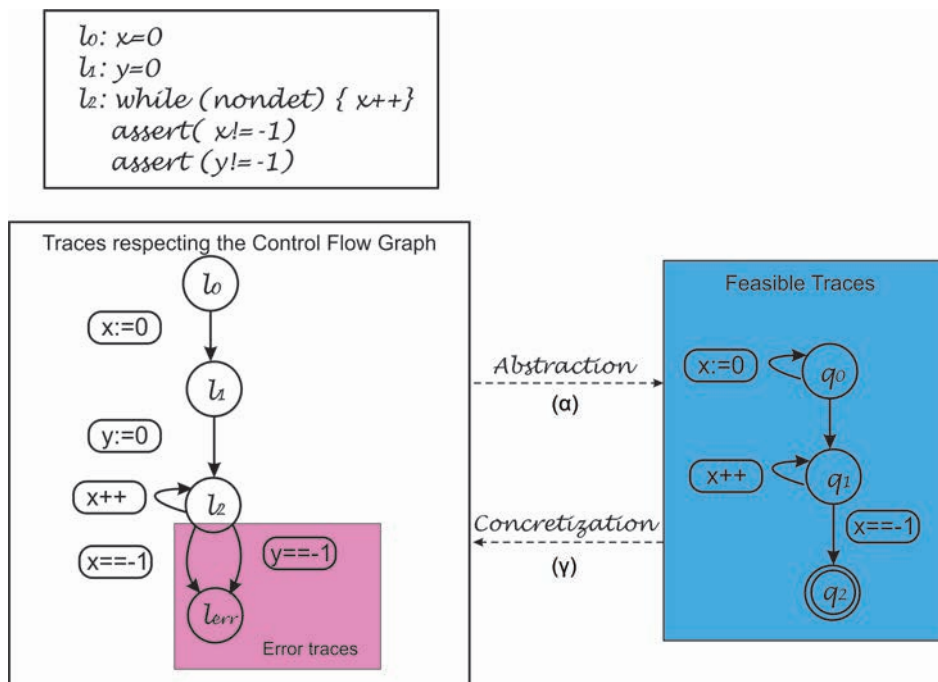 l0: x=0
l1: y=0
l2: while (nondet) { x++}
assert( x!=-1)
assert (y!=-1)
Traces respecting the Control Flow Graph
l0
x:=0
l1
y:=0
x++
l2
x==-1
y==-1
lerr
Error traces
Abstraction
(α)
Concretization
(γ)
Feasible Traces
x:=0
q0
x++
q1
x==-1
q2